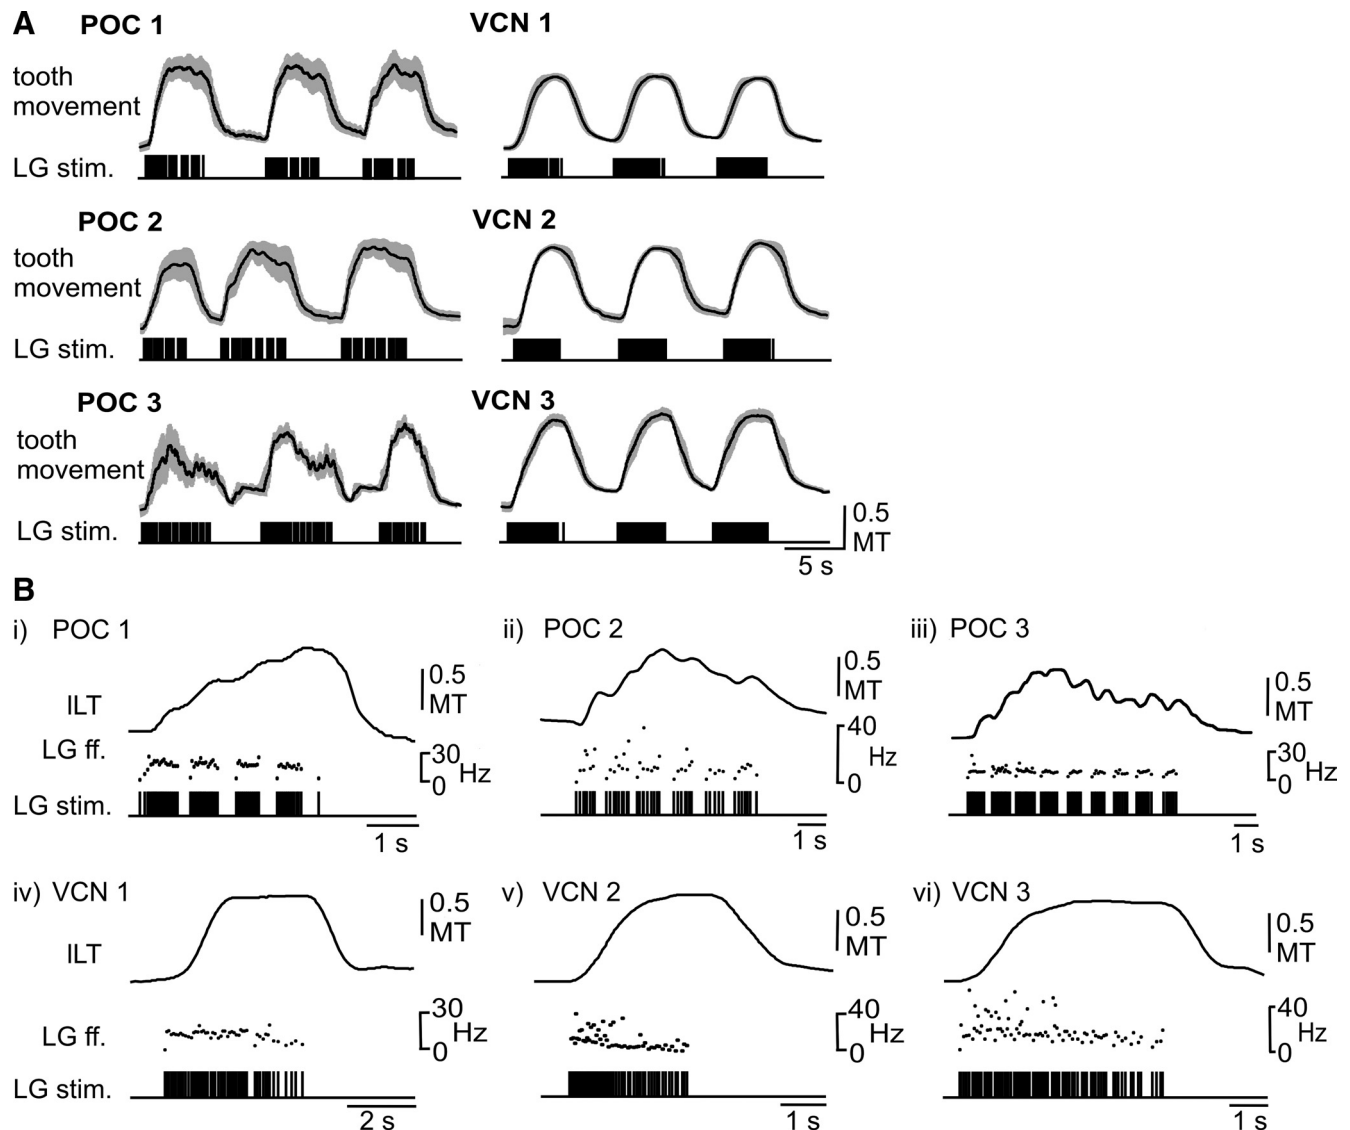 A POC 1 VCN 1
tooth
movement
LG stim.
POC 2 VCN 2
tooth
movement
LG stim.
POC 3 VCN 3
tooth
movement
LG stim.
0.5
MT
5 s
B
i) POC 1 ii) POC 2 iii) POC 3
ILT
0.5
MT
0.5
MT
0.5
MT
LG ff.
30
0
Hz
40
0
Hz
30
0
Hz
LG stim.
1 s 1 s 1 s
iv) VCN 1 v) VCN 2 vi) VCN 3
ILT
0.5
MT
0.5
MT
0.5
MT
LG ff.
30
0
Hz
40
0
Hz
40
0
Hz
LG stim.
2 s 1 s 1 s